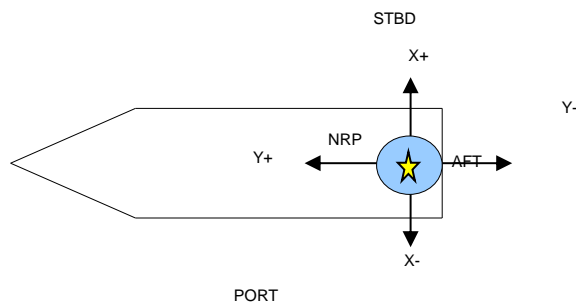 STBD
X+
Y-
NRP
Y+
AFT
X-
PORT